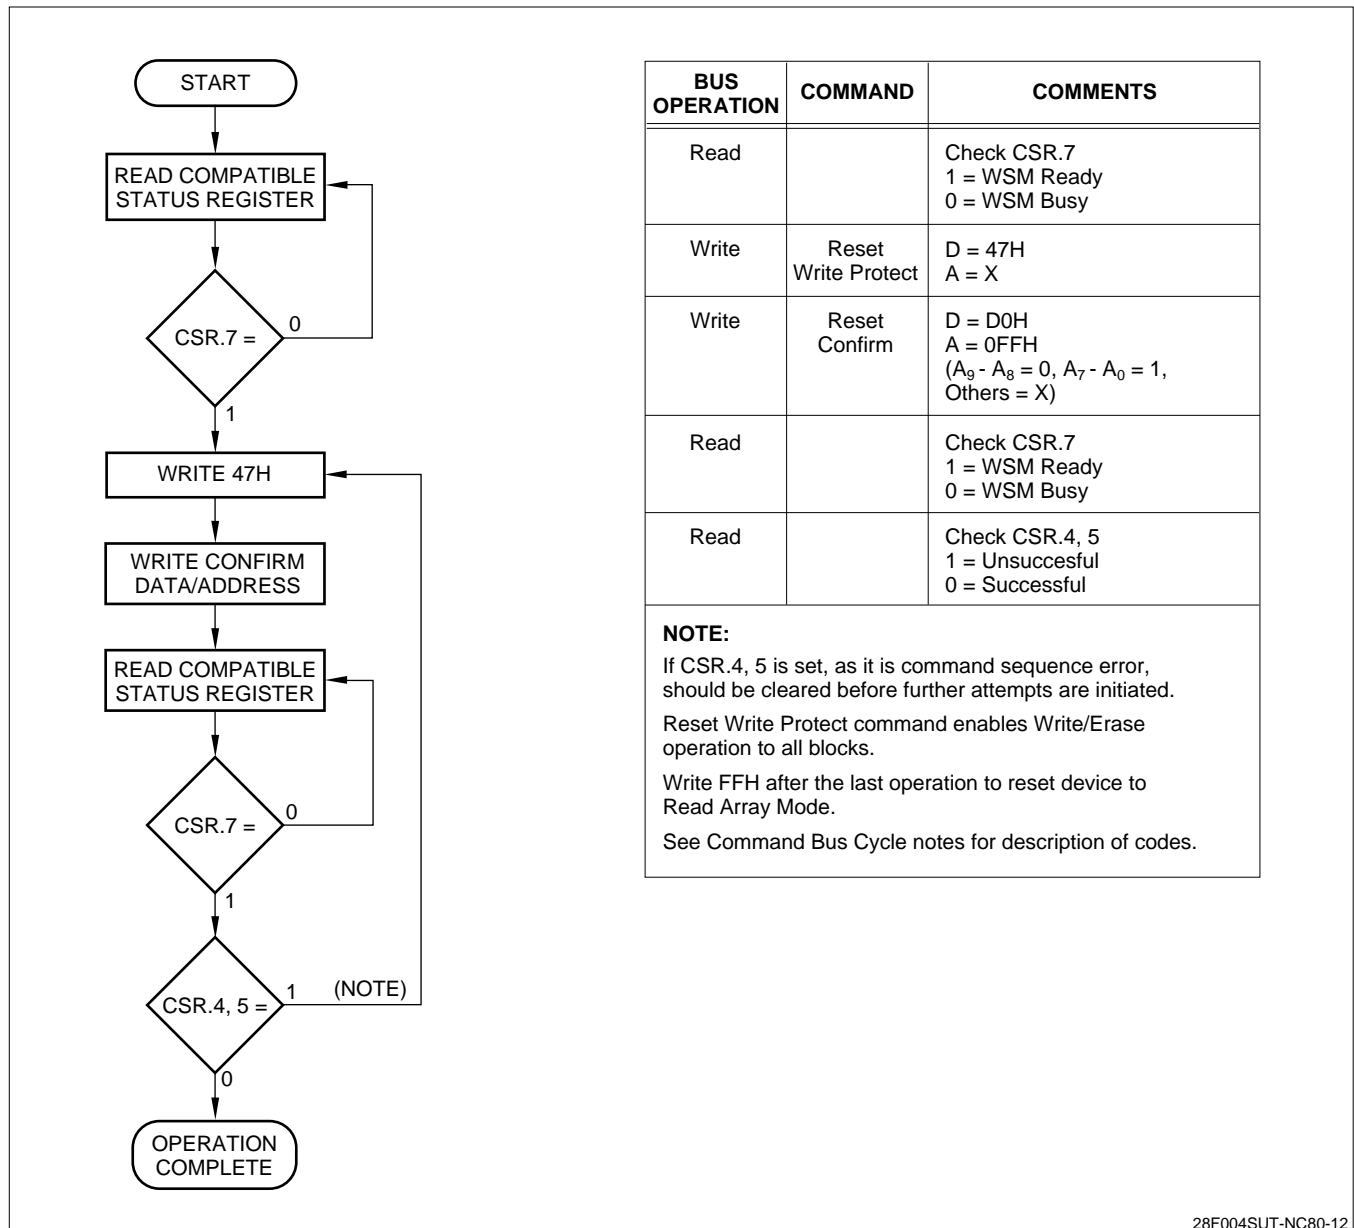 START
READ COMPATIBLE
STATUS REGISTER
CSR.7 =
0
1
WRITE 47H
WRITE CONFIRM
DATA/ADDRESS
READ COMPATIBLE
STATUS REGISTER
CSR.7 =
0
1
CSR.4, 5 =
1
(NOTE)
0
OPERATION
COMPLETE
BUS
OPERATION
COMMAND
COMMENTS
Read
Check CSR.7
1 = WSM Ready
0 = WSM Busy
Write
Reset
Write Protect
D = 47H
A = X
Write
Reset
Confirm
D = D0H
A = 0FFH
(A9 - A8 = 0, A7 - A0 = 1,
Others = X)
Read
Check CSR.7
1 = WSM Ready
0 = WSM Busy
Read
Check CSR.4, 5
1 = Unsuccesful
0 = Successful
NOTE:
If CSR.4, 5 is set, as it is command sequence error,
should be cleared before further attempts are initiated.
Reset Write Protect command enables Write/Erase
operation to all blocks.
Write FFH after the last operation to reset device to
Read Array Mode.
See Command Bus Cycle notes for description of codes.
28F004SUT-NC80-12